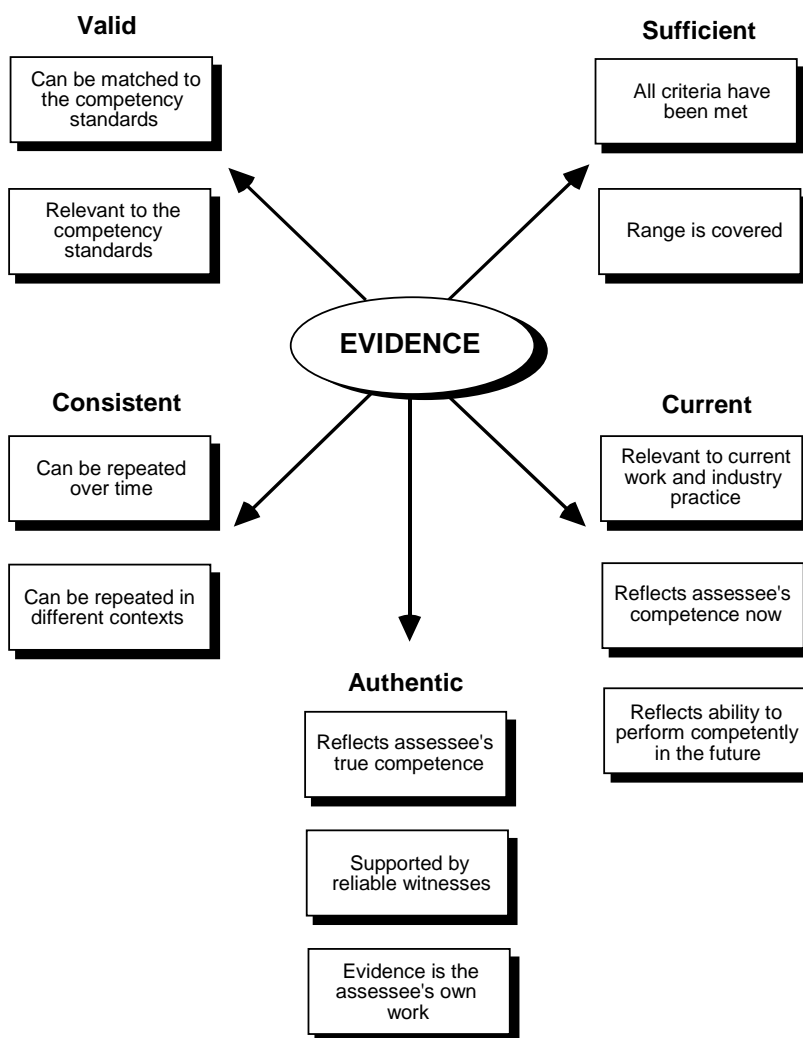 Valid
Can be matched to
the competency
standards
Relevant to the
competency
standards
Sufficient
All criteria have
been met
Range is covered
EVIDENCE
Consistent
Can be repeated
over time
Can be repeated in
different contexts
Current
Relevant to current
work and industry
practice
Reflects assessee's
competence now
Reflects ability to
perform competently
in the future
Authentic
Reflects assessee's
true competence
Supported by
reliable witnesses
Evidence is the
assessee's own
work